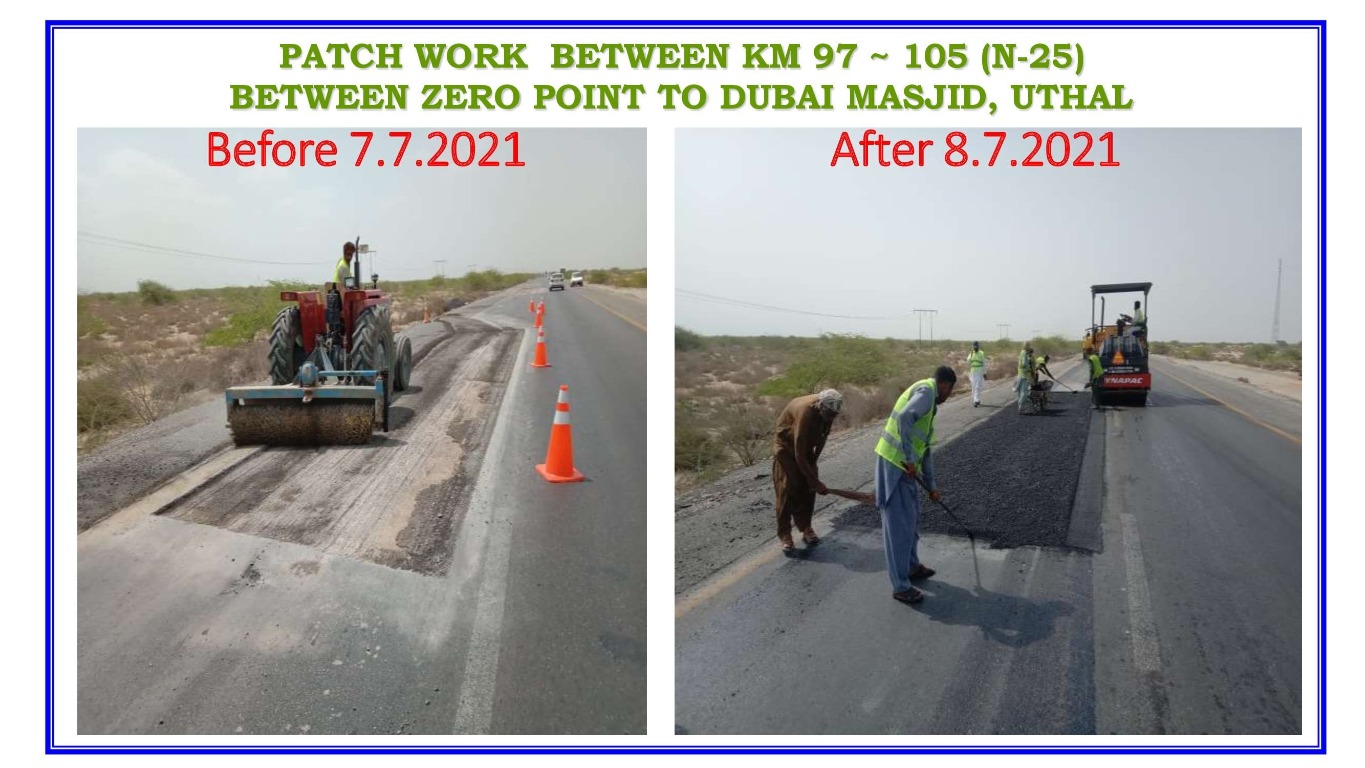 PATCH WORK BETWEEN KM 97 ~ 105 (N-25)
BETWEEN ZERO POINT TO DUBAI MASJID, UTHAL
Before 7.7.2021
After 8.7.2021
DYNAPAC